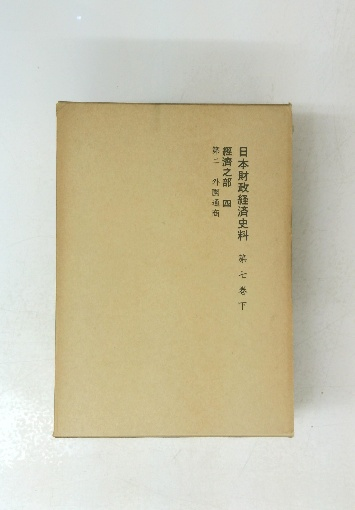 日本財政経済史料　第七巻下
経済之部　四
第三　外国通商